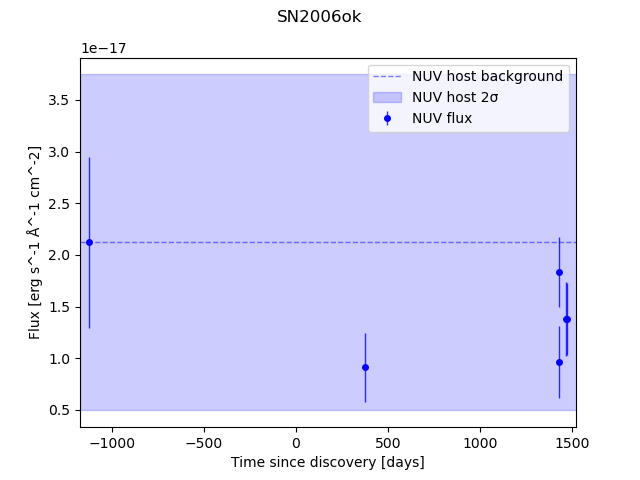 SN2006ok
1e−17
NUV host background
NUV host 2σ
NUV flux
3.5
3.0
2.5
2.0
1.5
1.0
0.5
Flux [erg s^-1 Å^-1 cm^-2]
−1000
−500
0
500
1000
1500
Time since discovery [days]